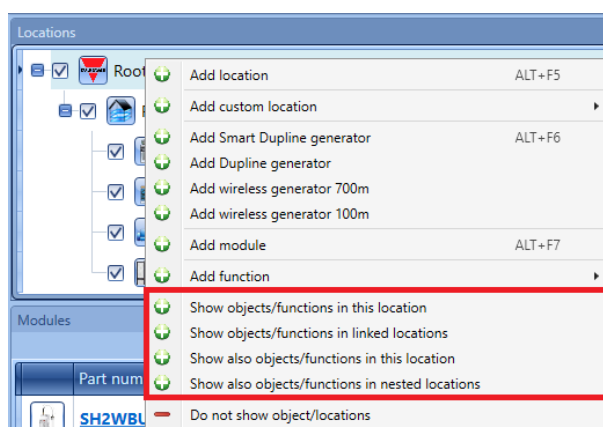 Locations
Root
Add location ALT+F5
Add custom location
Add Smart Dupline generator ALT+F6
Add Dupline generator
Add wireless generator 700m
Add wireless generator 100m
Add module ALT+F7
Add function
Show objects/functions in this location
Show objects/functions in linked locations
Show also objects/functions in this location
Show also objects/functions in nested locations
Do not show object/locations
Modules
Part num
SH2WBU